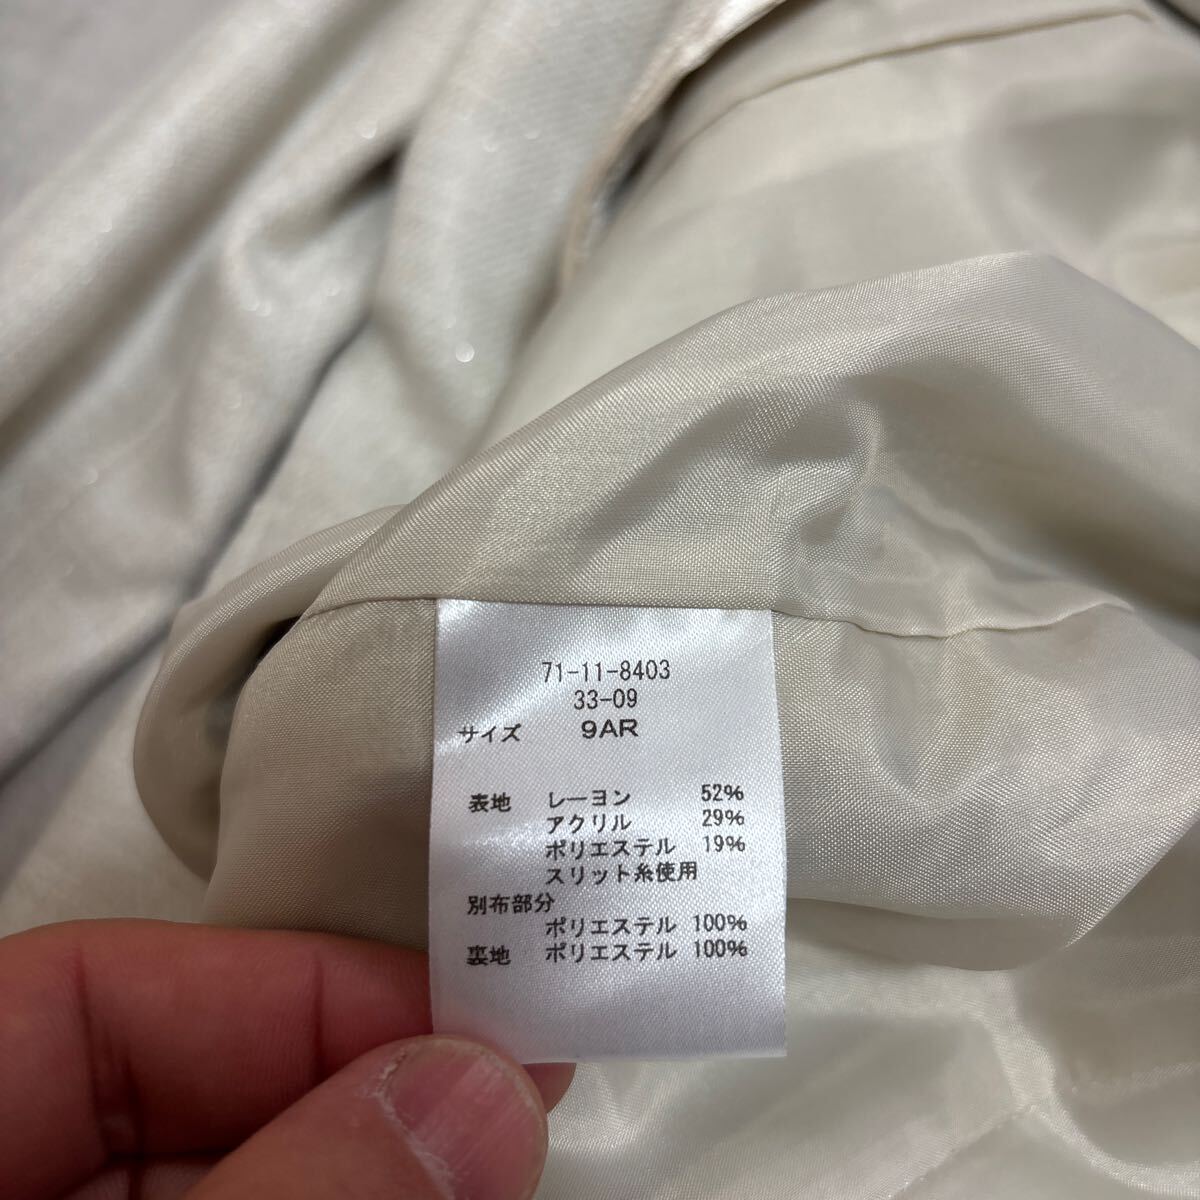 71-11-8403
33-09
サイズ 9AR
表地 レーヨン 52%
アクリル 29%
ポリエステル 19%
スリット糸使用
別布部分
ポリエステル 100%
裏地 ポリエステル 100%